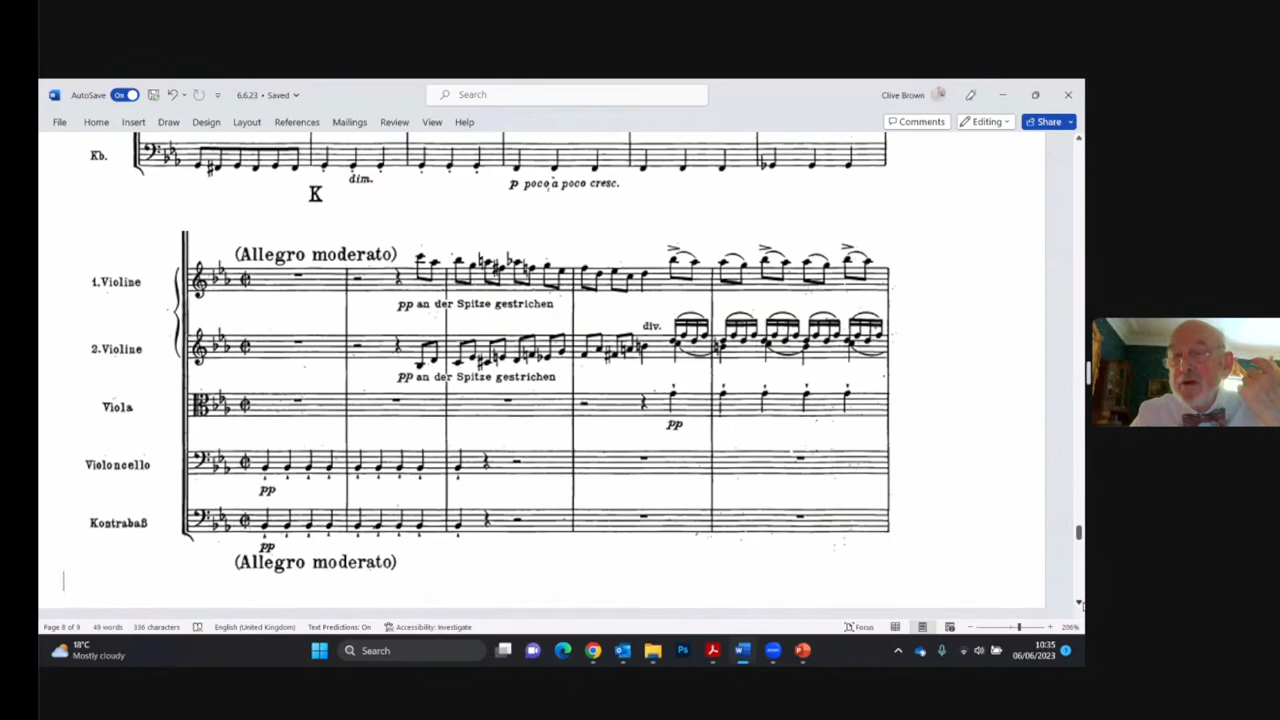 AutoSave On 6.6.23 • Saved Search Clive Brown
File Home Insert Draw Design Layout References Mailings Review View Help Comments Editing Share
Kb.
dim.
p poco a poco cresc.
K
(Allegro moderato)
1.Violine
pp an der Spitze gestrichen
div.
2.Violine
pp an der Spitze gestrichen
Viola
pp
Violoncello
pp
Kontrabaß
pp
(Allegro moderato)
Page 8 of 9 49 words 336 characters English (United Kingdom) Text Predictions: On Accessibility: Investigate Focus 206%
18°C
Mostly cloudy
Search
10:35
06/06/2023